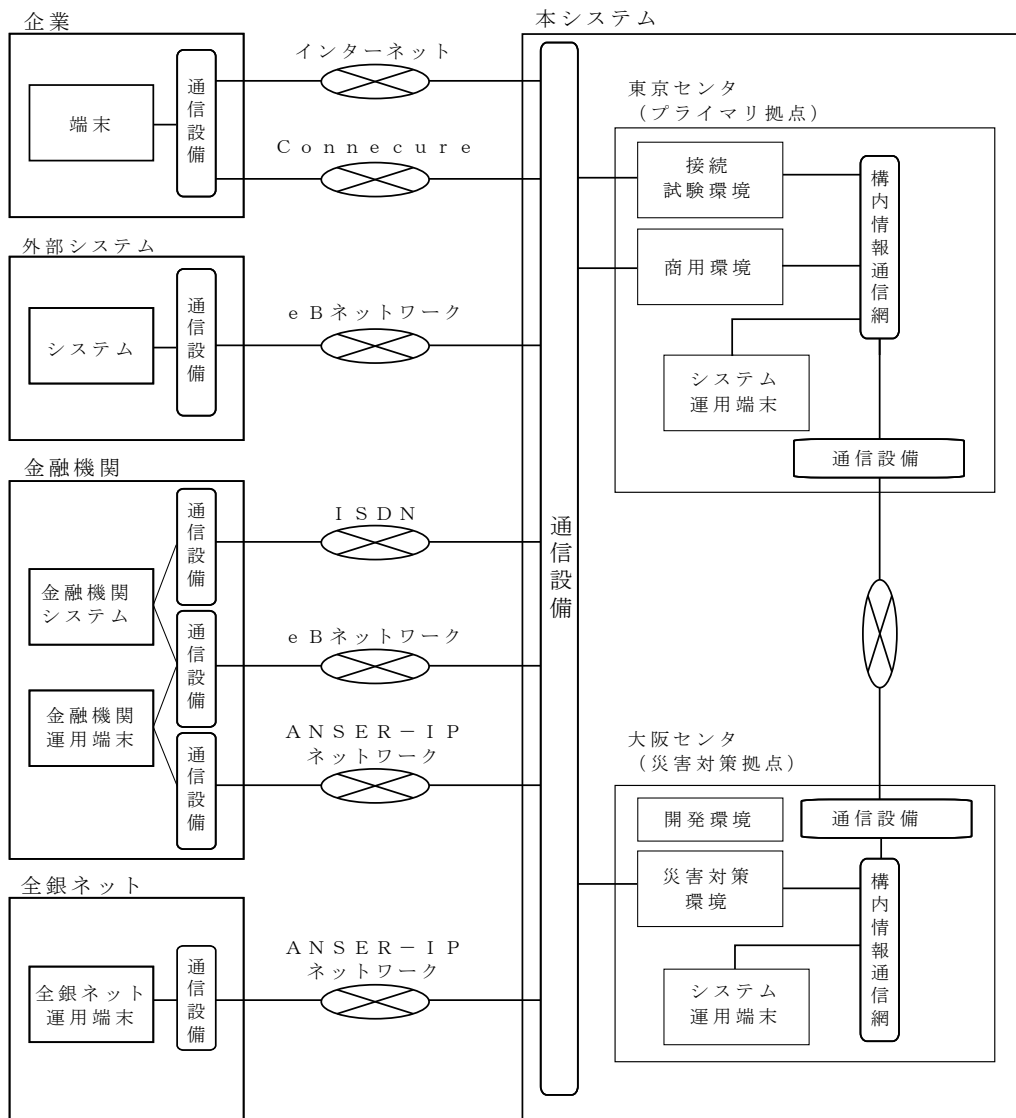 企業
端末
通信設備
インターネット
Ｃｏｎｎｅｃｕｒｅ
外部システム
システム
通信設備
ｅＢネットワーク
金融機関
金融機関
システム
金融機関
運用端末
通信設備
通信設備
通信設備
ＩＳＤＮ
ｅＢネットワーク
ＡＮＳＥＲ－ＩＰ
ネットワーク
全銀ネット
全銀ネット
運用端末
通信設備
ＡＮＳＥＲ－ＩＰ
ネットワーク
本システム
通信設備
東京センタ
（プライマリ拠点）
接続
試験環境
商用環境
システム
運用端末
構内情報通信網
通信設備
大阪センタ
（災害対策拠点）
開発環境
通信設備
災害対策
環境
システム
運用端末
構内情報通信網